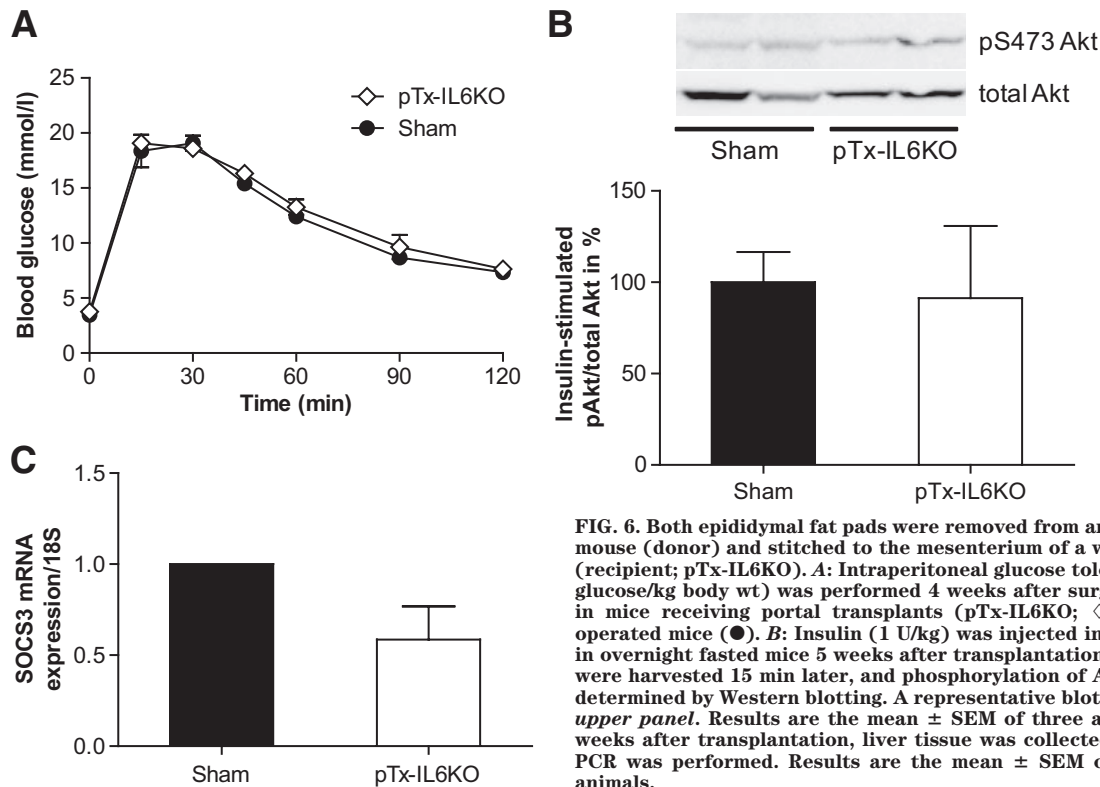 A
Blood glucose (mmol/l)
25
20
15
10
5
0
0 30 60 90 120
Time (min)
pTx-IL6KO
Sham
B
pS473 Akt
total Akt
Sham pTx-IL6KO
Insulin-stimulated
pAkt/total Akt in %
150
100
50
0
Sham pTx-IL6KO
C
SOCS3 mRNA
expression/18S
1.5
1.0
0.5
0.0
Sham pTx-IL6KO
FIG. 6. Both epididymal fat pads were removed from
mouse (donor) and stitched to the mesenterium of a
(recipient; pTx-IL6KO). A: Intraperitoneal glucose
glucose/kg body wt) was performed 4 weeks after
in mice receiving portal transplants (pTx-IL6KO;
operated mice (●). B: Insulin (1 U/kg) was injected
in overnight fasted mice 5 weeks after transplantation
were harvested 15 min later, and phosphorylation of
determined by Western blotting. A representative blot
upper panel. Results are the mean ± SEM of three
weeks after transplantation, liver tissue was
PCR was performed. Results are the mean ± SEM
animals.